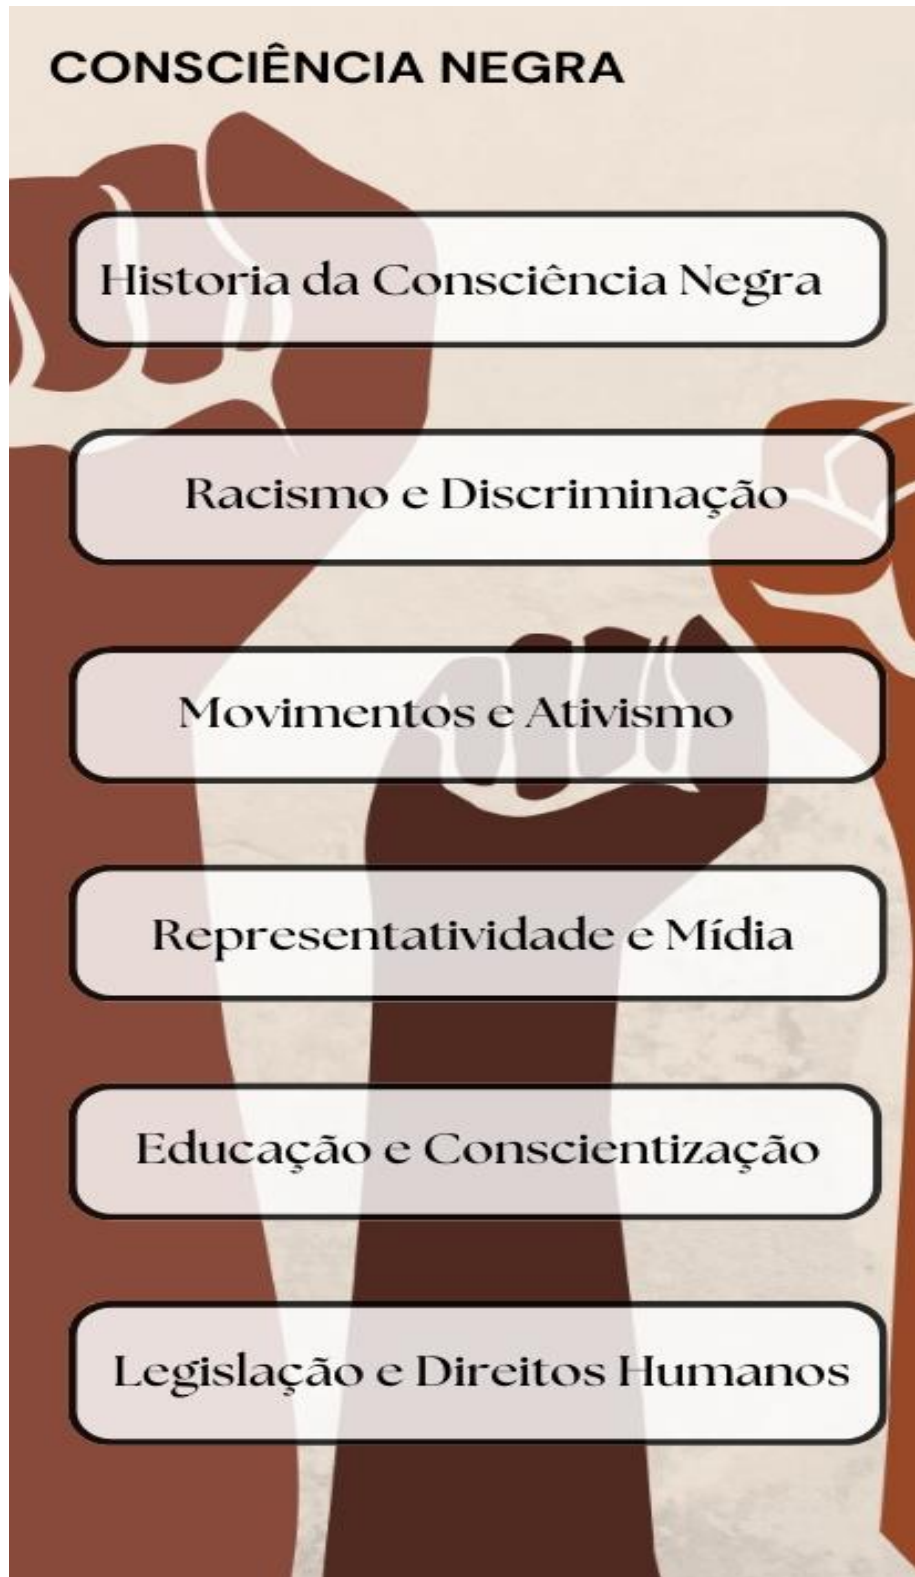 CONSCIÊNCIA NEGRA
Historia da Consciência Negra
Racismo e Discriminação
Movimentos e Ativismo
Representatividade e Mídia
Educação e Conscientização
Legislação e Direitos Humanos